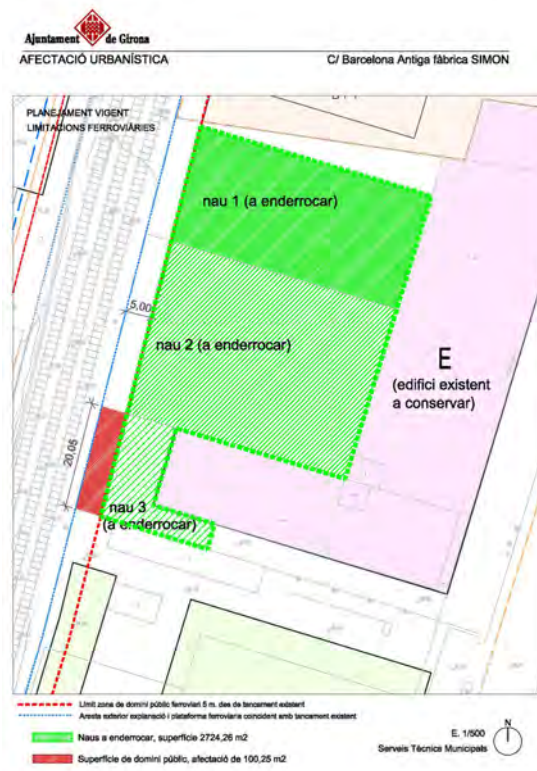 Ajuntament de Girona
AFECTACIÓ URBANÍSTICA
C/ Barcelona Antiga fàbrica SIMON
PLANEJAMENT VIGENT
LIMITACIONS FERROVIÀRIES
nau 1 (a enderrocar)
5,00
nau 2 (a enderrocar)
E
(edifici existent
a conservar)
20,05
nau 3
(a enderrocar)
Límit zona de domini públic ferroviari 5 m. des de tancament existent
Aresta exterior explanació i plataforma ferroviaria coincident amb tancament existent
Naus a enderrocar, superfície 2724,26 m2
Superfície de domini públic, afectació de 100,25 m2
N
E. 1/500
Serveis Tècnics Municipals